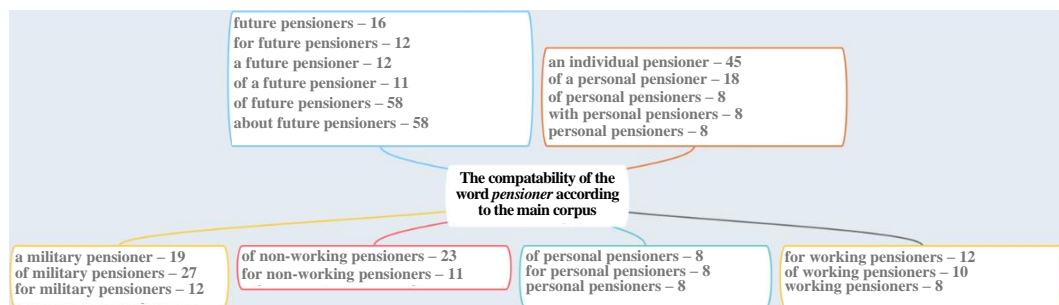 future pensioners – 16
for future pensioners – 12
a future pensioner – 12
of a future pensioner – 11
of future pensioners – 58
about future pensioners – 58
an individual pensioner – 45
of a personal pensioner – 18
of personal pensioners – 8
with personal pensioners – 8
personal pensioners – 8
The compatability of the
word pensioner according
to the main corpus
a military pensioner – 19
of military pensioners – 27
for military pensioners – 12
of non-working pensioners – 23
for non-working pensioners – 11
of personal pensioners – 8
for personal pensioners – 8
personal pensioners – 8
for working pensioners – 12
of working pensioners – 10
working pensioners – 8